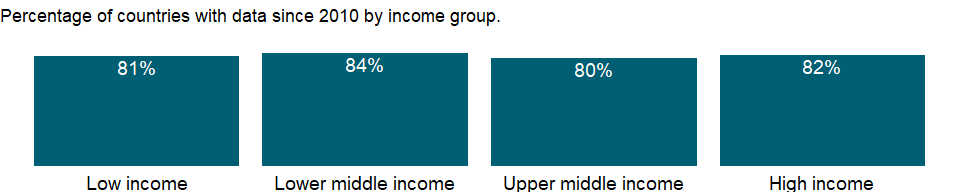 Percentage of countries with data since 2010 by income group.
81%
84%
80%
82%
Low income
Lower middle income
Upper middle income
High income